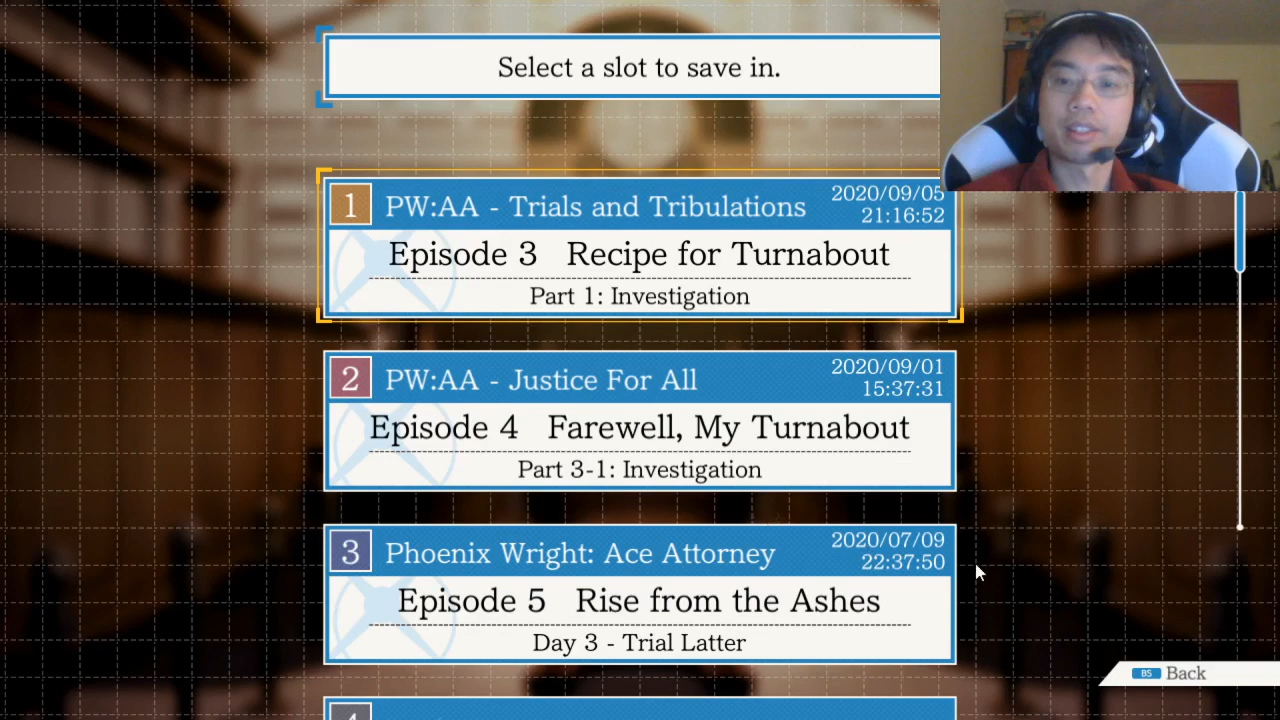 Select a slot to save in.
1 PW:AA - Trials and Tribulations 2020/09/05
21:16:52
Episode 3 Recipe for Turnabout
Part 1: Investigation
2 PW:AA - Justice For All 2020/09/01
15:37:31
Episode 4 Farewell, My Turnabout
Part 3-1: Investigation
3 Phoenix Wright: Ace Attorney 2020/07/09
22:37:50
Episode 5 Rise from the Ashes
Day 3 - Trial Latter
BS Back
4